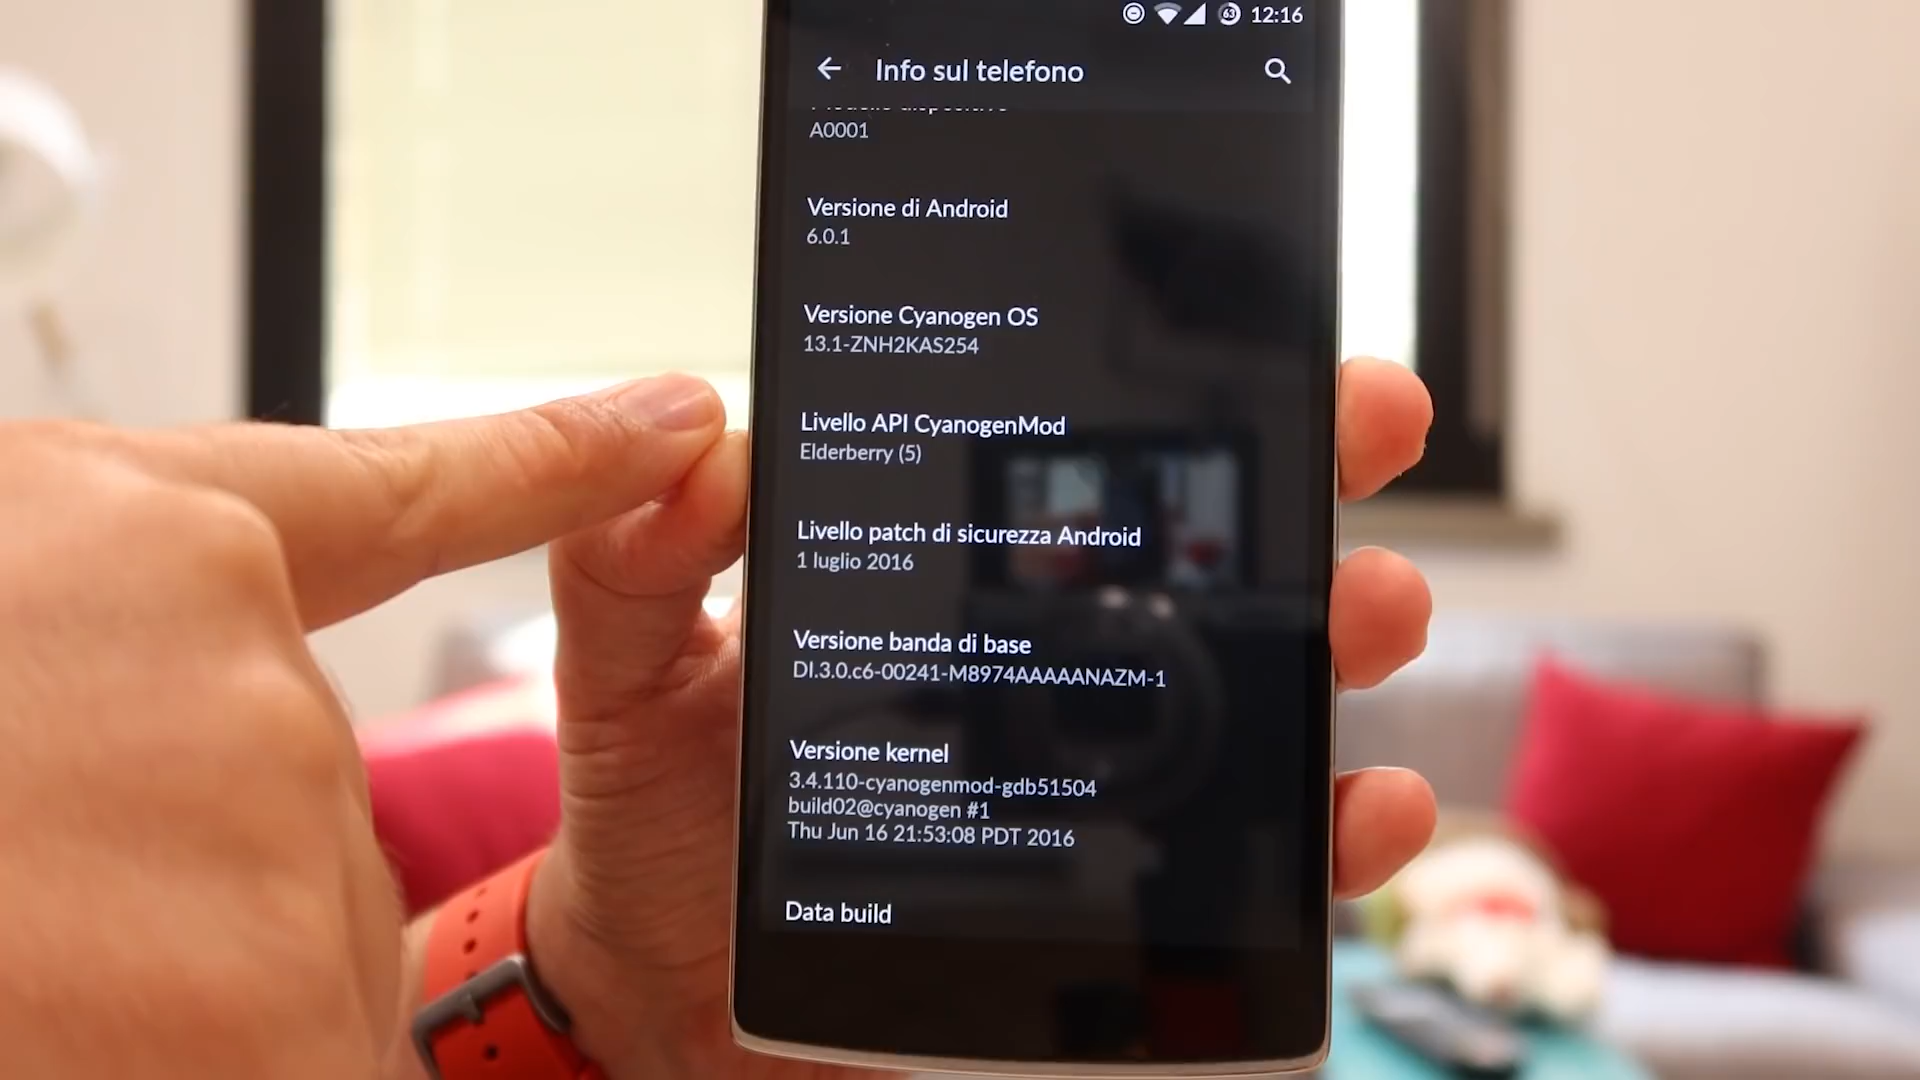 63 12:16
Info sul telefono
A0001
Versione di Android
6.0.1
Versione Cyanogen OS
13.1-ZNH2KAS254
Livello API CyanogenMod
Elderberry (5)
Livello patch di sicurezza Android
1 luglio 2016
Versione banda di base
DI.3.0.c6-00241-M8974AAAAANAZM-1
Versione kernel
3.4.110-cyanogenmod-gdb51504
build02@cyanogen #1
Thu Jun 16 21:53:08 PDT 2016
Data build